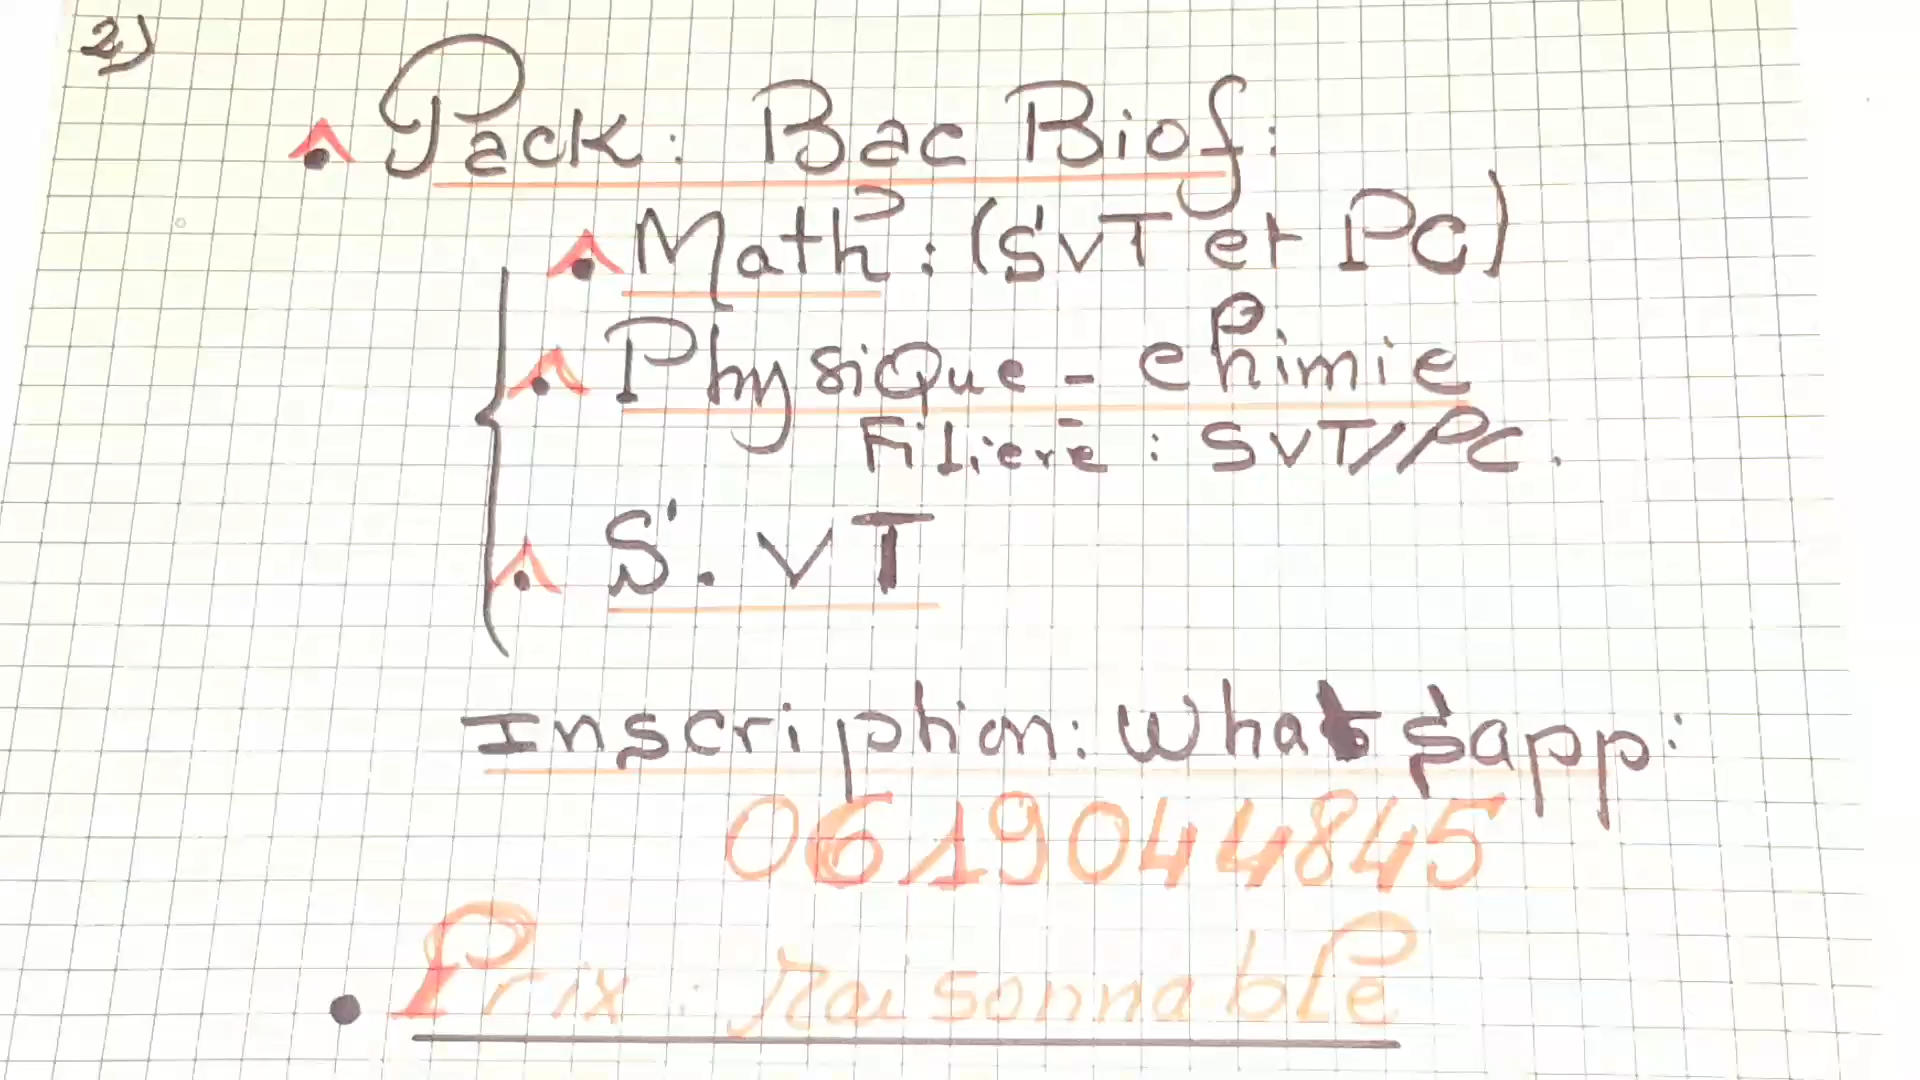 2)
Pack: Bac Biof:
Math: (SVT et PC)
Physique - Chimie
Filière : SVT/PC.
S.VT
Inscription: Whatsapp:
0619044845
Prix: raisonnable